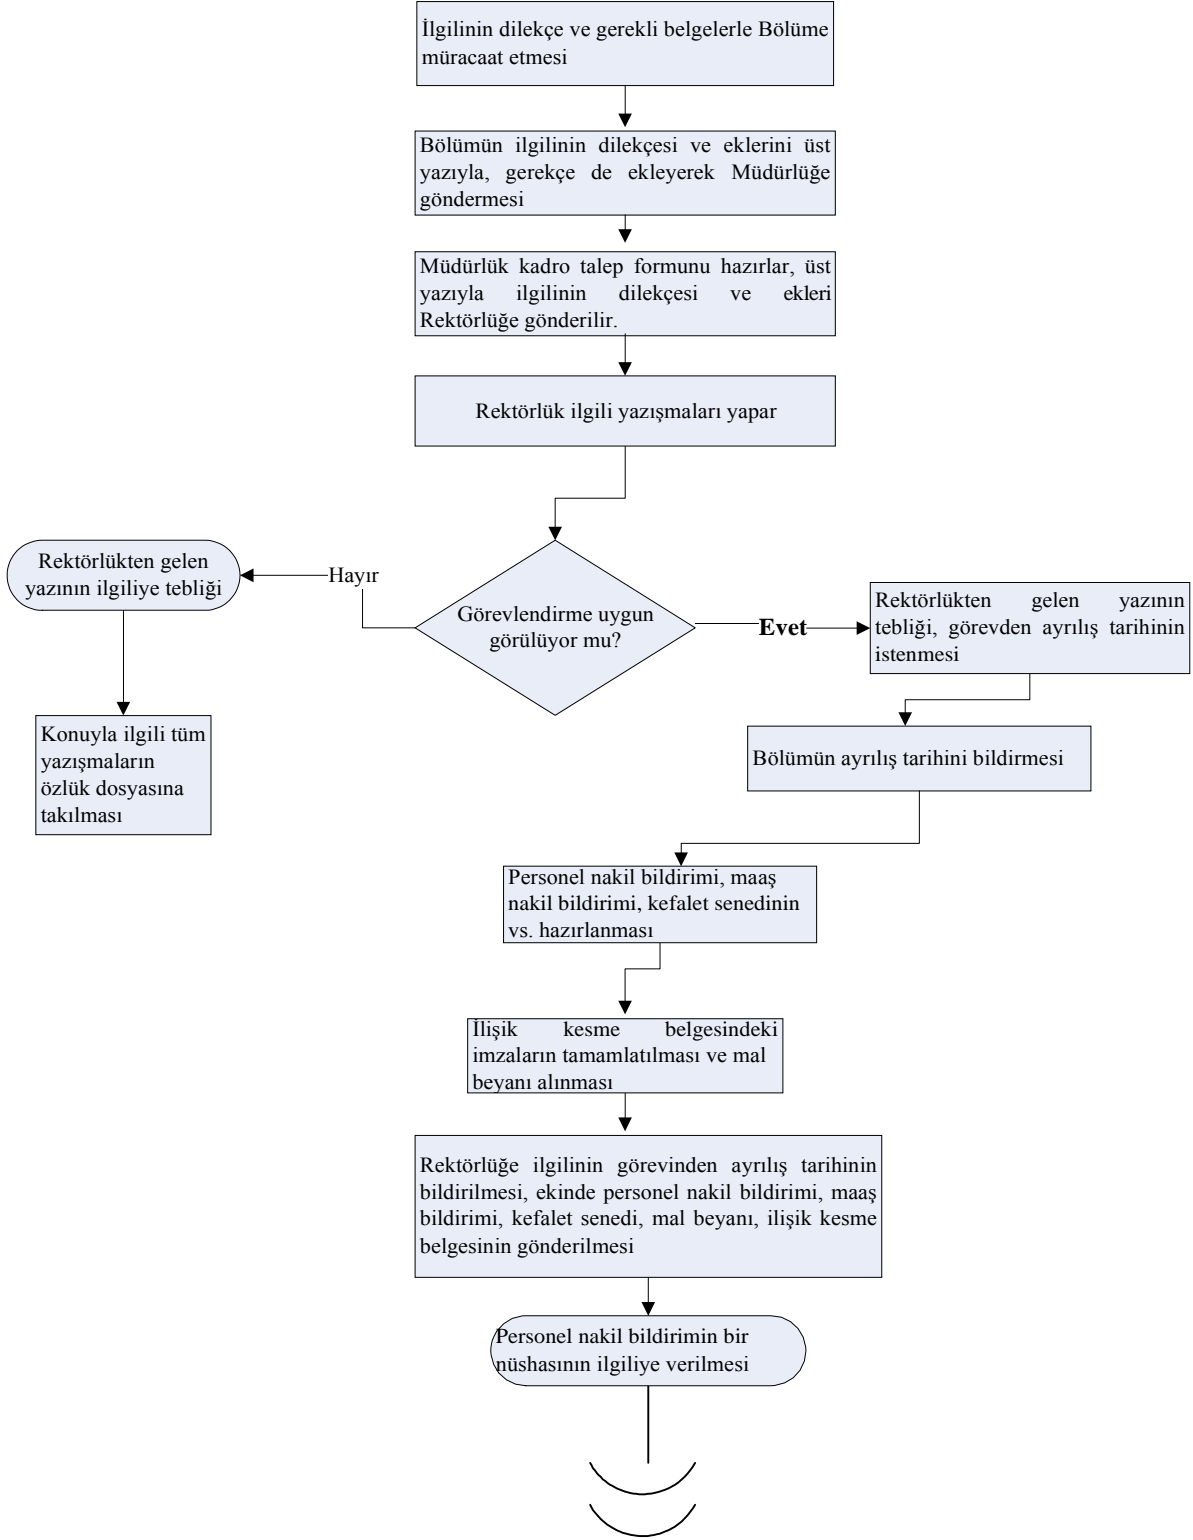 İlgilinin dilekçe ve gerekli belgelerle Bölüme
müracaat etmesi
Bölümün ilgilinin dilekçesi ve eklerini üst
yazıyla, gerekçe de ekleyerek Müdürlüğe
göndermesi
Müdürlük kadro talep formunu hazırlar, üst
yazıyla ilgilinin dilekçesi ve ekleri
Rektörlüğe gönderilir.
Rektörlük ilgili yazışmaları yapar
Görevlendirme uygun
görülüyor mu?
Hayır
Rektörlükten gelen
yazının ilgiliye tebliği
Konuyla ilgili tüm
yazışmaların
özlük dosyasına
takılması
Evet
Rektörlükten gelen yazının
tebliği, görevden ayrılış tarihinin
istenmesi
Bölümün ayrılış tarihini bildirmesi
Personel nakil bildirimi, maaş
nakil bildirimi, kefalet senedinin
vs. hazırlanması
İlişik kesme belgesindeki
imzaların tamamlatılması ve mal
beyanı alınması
Rektörlüğe ilgilinin görevinden ayrılış tarihinin
bildirilmesi, ekinde personel nakil bildirimi, maaş
bildirimi, kefalet senedi, mal beyanı, ilişik kesme
belgesinin gönderilmesi
Personel nakil bildirimin bir
nüshasının ilgiliye verilmesi